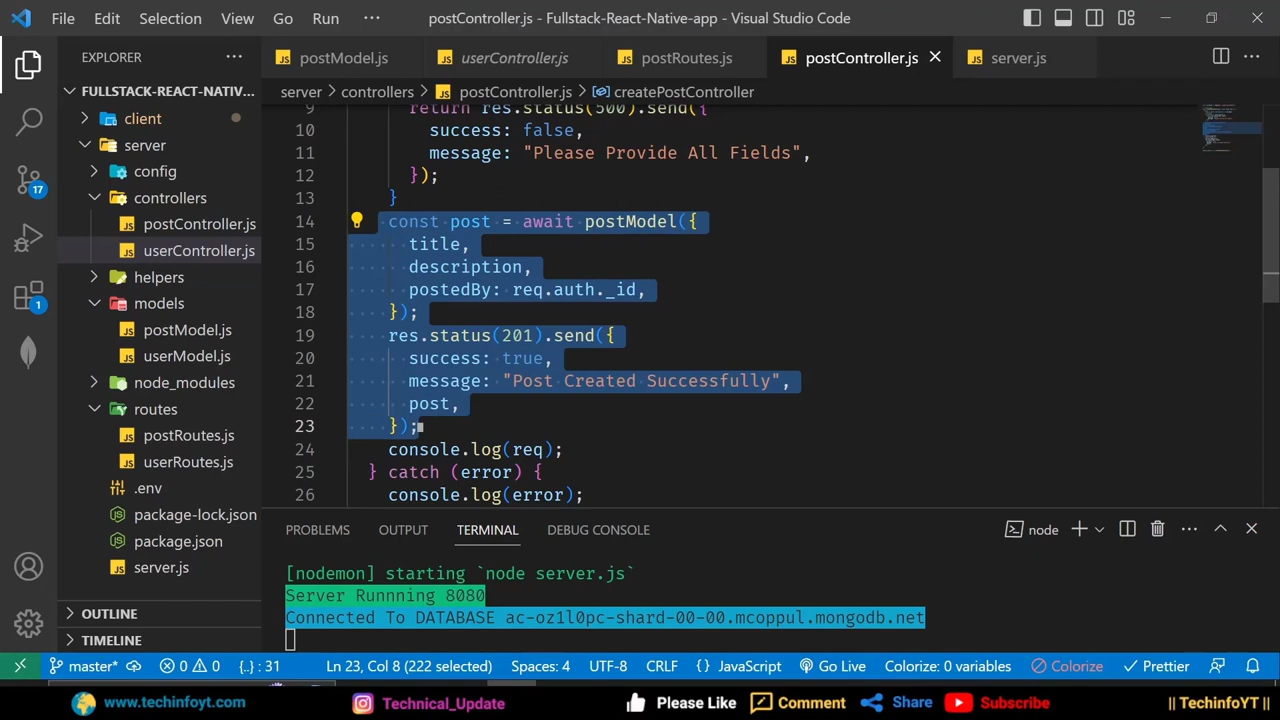 File Edit Selection View Go Run ··· postController.js - Fullstack-React-Native-app - Visual Studio Code
EXPLORER ···
postModel.js userController.js postRoutes.js postController.js server.js ···
FULLSTACK-REACT-NATIV...
server controllers postController.js createPostController
client
server
config
controllers
postController.js
userController.js
helpers
models
postModel.js
userModel.js
node_modules
routes
postRoutes.js
userRoutes.js
.env
package-lock.json
package.json
server.js
OUTLINE
TIMELINE
17
1
9 return res.status(500).send({
10 success: false,
11 message: "Please Provide All Fields",
12 });
13 }
14 const post = await postModel({
15 title,
16 description,
17 postedBy: req.auth._id,
18 });
19 res.status(201).send({
20 success: true,
21 message: "Post Created Successfully",
22 post,
23 });
24 console.log(req);
25 } catch (error) {
26 console.log(error);
PROBLEMS OUTPUT TERMINAL DEBUG CONSOLE node ···
[nodemon] starting `node server.js`
Server Runnning 8080
Connected To DATABASE ac-oz1l0pc-shard-00-00.mcoppul.mongodb.net
master* 0 0 {..} : 31 Ln 23, Col 8 (222 selected) Spaces: 4 UTF-8 CRLF {} JavaScript Go Live Colorize: 0 variables Colorize Prettier
www.techinfoyt.com Technical_Update Please Like Comment Share Subscribe || TechinfoYT ||